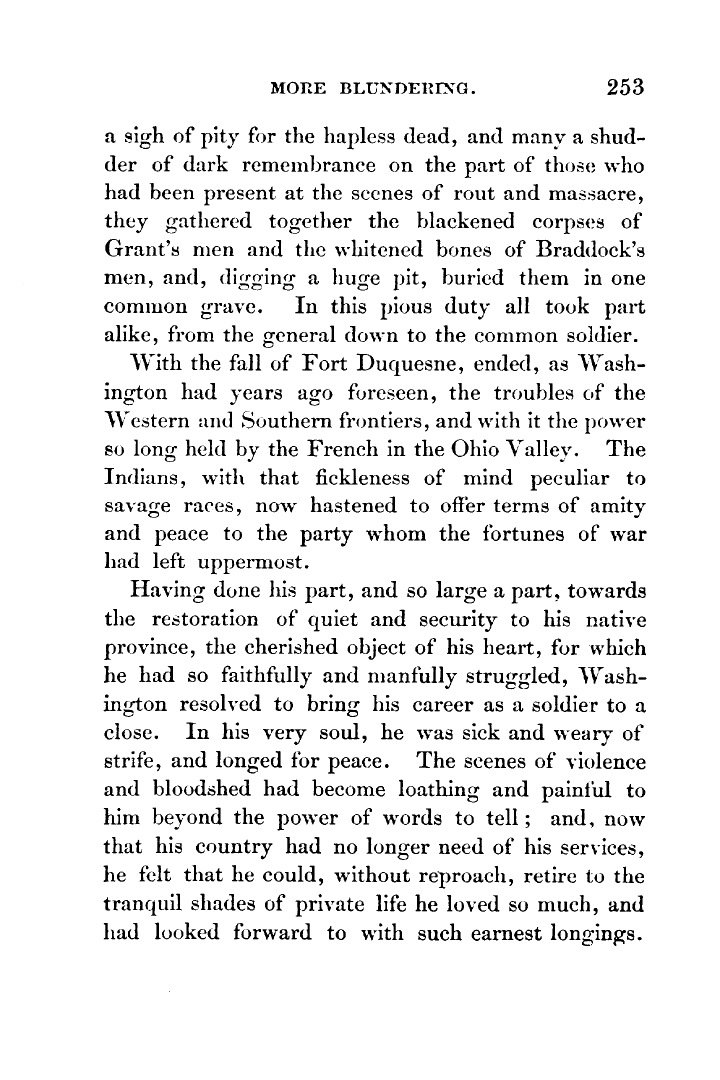 MORE BLUNDERING. 253
a sigh of pity for the hapless dead, and many a shud-
der of dark remembrance on the part of those who
had been present at the scenes of rout and massacre,
they gathered together the blackened corpses of
Grant's men and the whitened bones of Braddock's
men, and, digging a huge pit, buried them in one
common grave. In this pious duty all took part
alike, from the general down to the common soldier.
With the fall of Fort Duquesne, ended, as Wash-
ington had years ago foreseen, the troubles of the
Western and Southern frontiers, and with it the power
so long held by the French in the Ohio Valley. The
Indians, with that fickleness of mind peculiar to
savage races, now hastened to offer terms of amity
and peace to the party whom the fortunes of war
had left uppermost.
Having done his part, and so large a part, towards
the restoration of quiet and security to his native
province, the cherished object of his heart, for which
he had so faithfully and manfully struggled, Wash-
ington resolved to bring his career as a soldier to a
close. In his very soul, he was sick and weary of
strife, and longed for peace. The scenes of violence
and bloodshed had become loathing and painful to
him beyond the power of words to tell; and, now
that his country had no longer need of his services,
he felt that he could, without reproach, retire to the
tranquil shades of private life he loved so much, and
had looked forward to with such earnest longings.